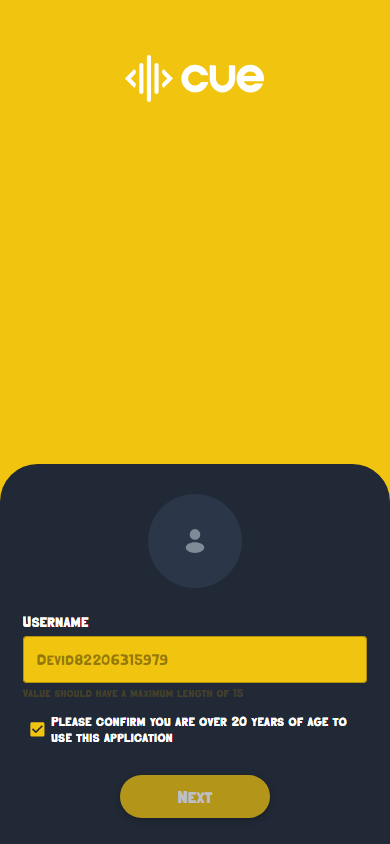 cue
Username
Devid82206315979
Value should have a maximum length of 15
Please confirm you are over 20 years of age to
use this application
Next